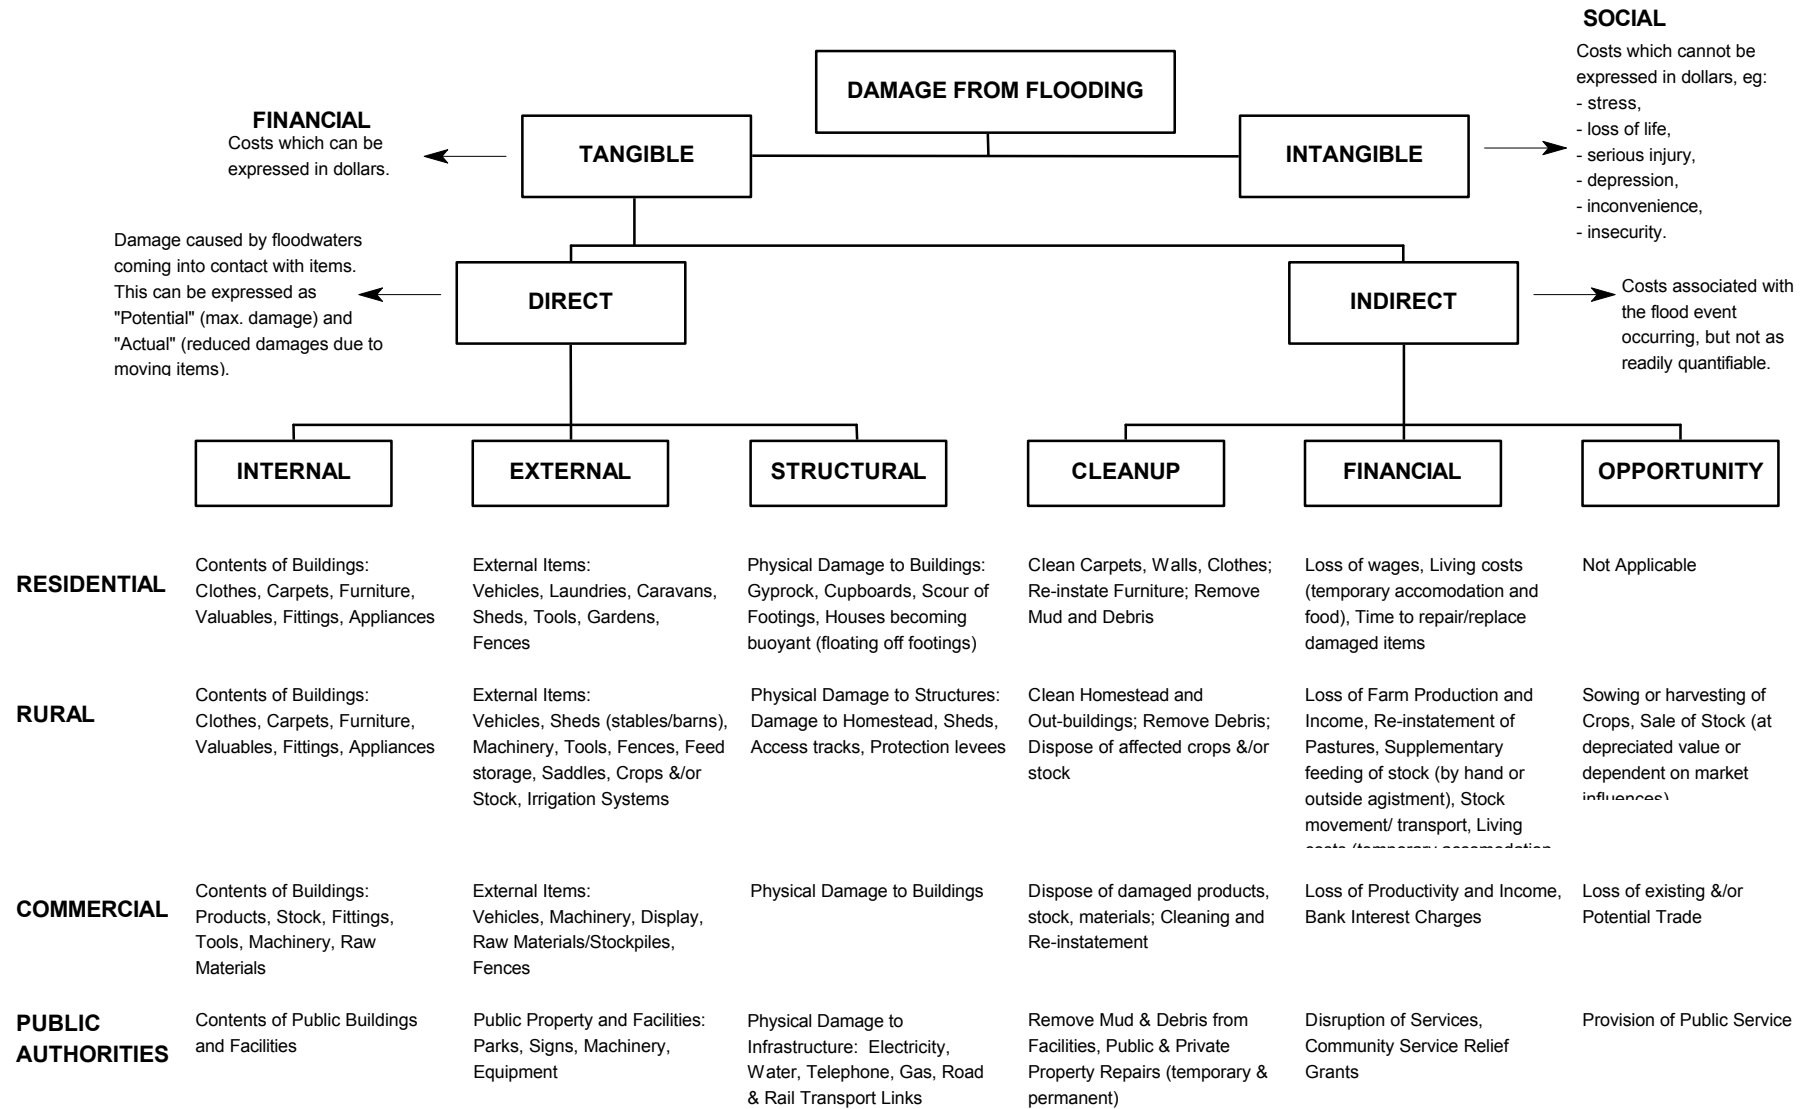 SOCIAL
Costs which cannot be
expressed in dollars, eg:
- stress,
- loss of life,
- serious injury,
- depression,
- inconvenience,
- insecurity.
DAMAGE FROM FLOODING
FINANCIAL
Costs which can be
expressed in dollars.
TANGIBLE
INTANGIBLE
Damage caused by floodwaters
coming into contact with items.
This can be expressed as
"Potential" (max. damage) and
"Actual" (reduced damages due to
moving items).
DIRECT
INDIRECT
Costs associated with
the flood event
occurring, but not as
readily quantifiable.
INTERNAL
EXTERNAL
STRUCTURAL
CLEANUP
FINANCIAL
OPPORTUNITY
RESIDENTIAL
Contents of Buildings:
Clothes, Carpets, Furniture,
Valuables, Fittings, Appliances
External Items:
Vehicles, Laundries, Caravans,
Sheds, Tools, Gardens,
Fences
Physical Damage to Buildings:
Gyprock, Cupboards, Scour of
Footings, Houses becoming
buoyant (floating off footings)
Clean Carpets, Walls, Clothes;
Re-instate Furniture; Remove
Mud and Debris
Loss of wages, Living costs
(temporary accomodation and
food), Time to repair/replace
damaged items
Not Applicable
RURAL
Contents of Buildings:
Clothes, Carpets, Furniture,
Valuables, Fittings, Appliances
External Items:
Vehicles, Sheds (stables/barns),
Machinery, Tools, Fences, Feed
storage, Saddles, Crops &/or
Stock, Irrigation Systems
Physical Damage to Structures:
Damage to Homestead, Sheds,
Access tracks, Protection levees
Clean Homestead and
Out-buildings; Remove Debris;
Dispose of affected crops &/or
stock
Loss of Farm Production and
Income, Re-instatement of
Pastures, Supplementary
feeding of stock (by hand or
outside agistment), Stock
movement/ transport, Living
costs (temporary accomodation
Sowing or harvesting of
Crops, Sale of Stock (at
depreciated value or
dependent on market
influences)
COMMERCIAL
Contents of Buildings:
Products, Stock, Fittings,
Tools, Machinery, Raw
Materials
External Items:
Vehicles, Machinery, Display,
Raw Materials/Stockpiles,
Fences
Physical Damage to Buildings
Dispose of damaged products,
stock, materials; Cleaning and
Re-instatement
Loss of Productivity and Income,
Bank Interest Charges
Loss of existing &/or
Potential Trade
PUBLIC
AUTHORITIES
Contents of Public Buildings
and Facilities
Public Property and Facilities:
Parks, Signs, Machinery,
Equipment
Physical Damage to
Infrastructure: Electricity,
Water, Telephone, Gas, Road
& Rail Transport Links
Remove Mud & Debris from
Facilities, Public & Private
Property Repairs (temporary &
permanent)
Disruption of Services,
Community Service Relief
Grants
Provision of Public Service